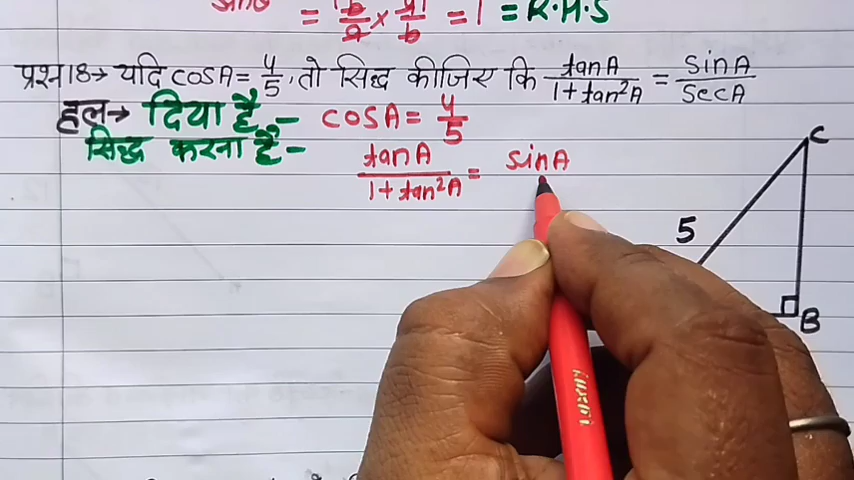 = b/a × a/b = 1 = R.H.S
प्रश्न 18→ यदि cosA = 4/5, तो सिद्ध कीजिए कि tanA/1+tan²A = sinA/secA
हल→ दिया है,- cosA = 4/5
सिद्ध करना है-
tanA/1+tan²A = sinA
C
5
B